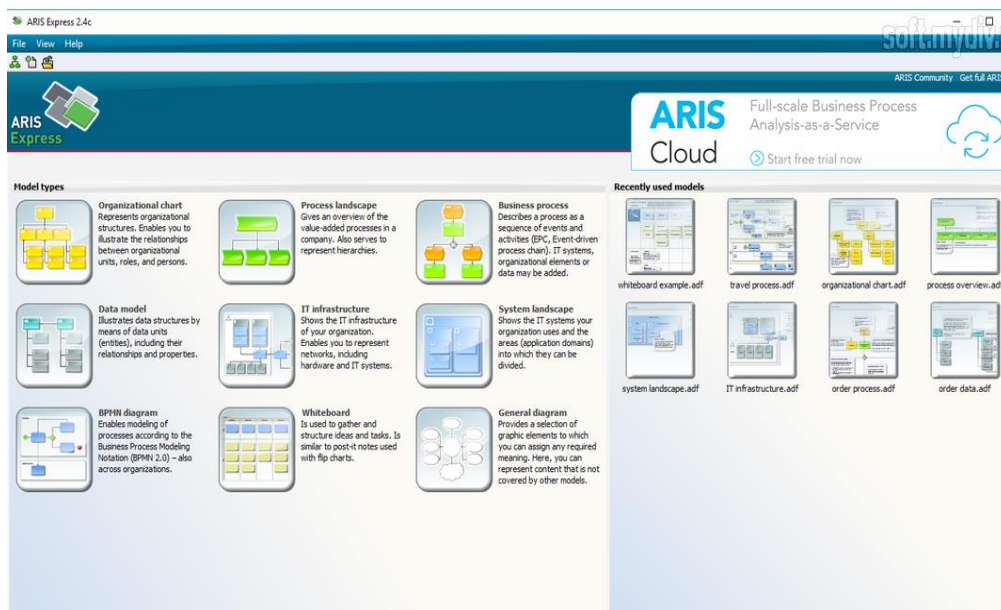 ARIS Express 2.4c
soft.mydiv.
File View Help
ARIS Community Get full ARIS
ARIS
Express
ARIS
Cloud
Full-scale Business Process
Analysis-as-a-Service
Start free trial now
Model types
Organizational chart
Represents organizational
structures. Enables you to
illustrate the relationships
between organizational
units, roles, and persons.
Process landscape
Gives an overview of the
value-added processes in a
company. Also serves to
represent hierarchies.
Business process
Describes a process as a
sequence of events and
activities (EPC, Event-driven
process chain). IT systems,
organizational elements or
data may be added.
Data model
Illustrates data structures by
means of data units
(entities), including their
relationships and properties.
IT infrastructure
Shows the IT infrastructure
of your organization.
Enables you to represent
networks, including
hardware and IT systems.
System landscape
Shows the IT systems your
organization uses and the
areas (application domains)
into which they can be
divided.
BPMN diagram
Enables modeling of
processes according to the
Business Process Modeling
Notation (BPMN 2.0) – also
across organizations.
Whiteboard
Is used to gather and
structure ideas and tasks. Is
similar to post-it notes used
with flip charts.
General diagram
Provides a selection of
graphic elements to which
you can assign any required
meaning. Here, you can
represent content that is not
covered by other models.
Recently used models
whiteboard example.adf
travel process.adf
organizational chart.adf
process overview.adf
system landscape.adf
IT infrastructure.adf
order process.adf
order data.adf